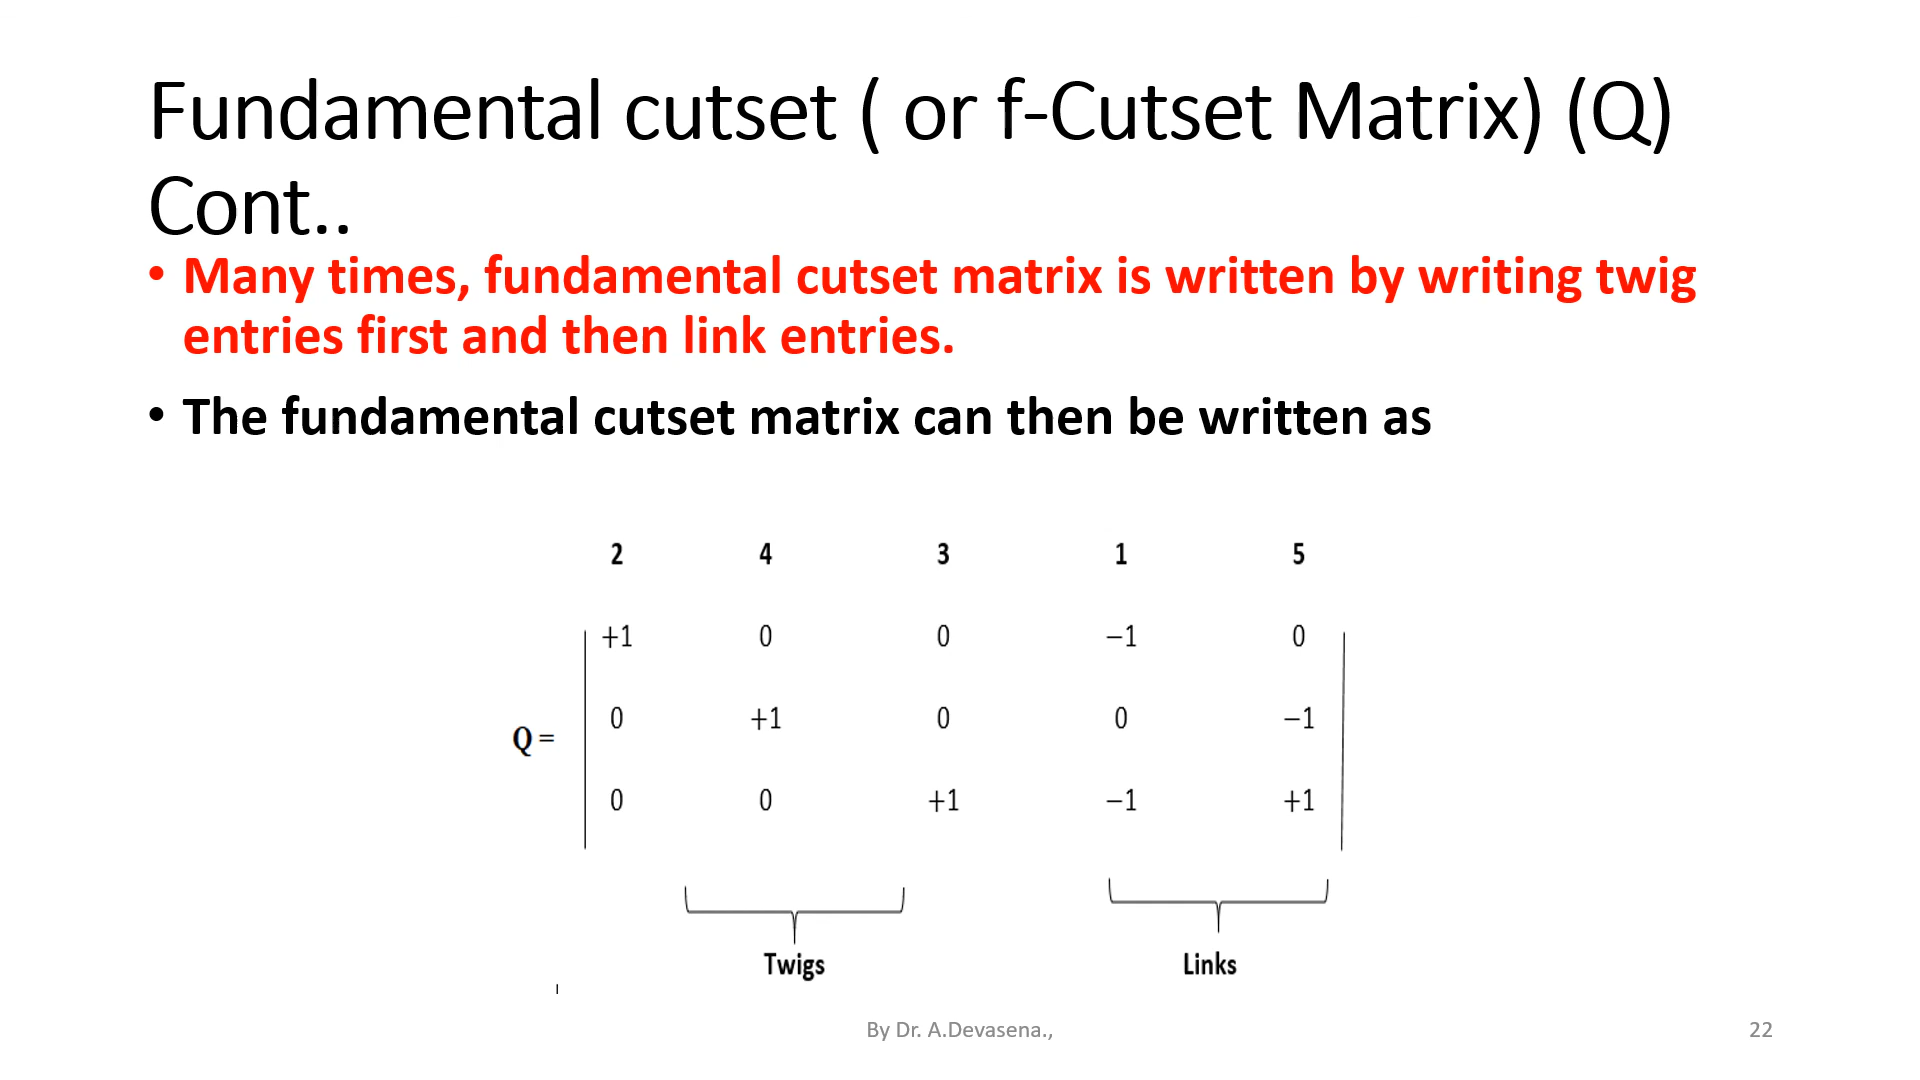 Fundamental cutset ( or f-Cutset Matrix) (Q)
Cont..
• Many times, fundamental cutset matrix is written by writing twig
entries first and then link entries.
• The fundamental cutset matrix can then be written as
2 4 3 1 5
+1 0 0 −1 0
0 +1 0 0 −1
Q =
0 0 +1 −1 +1
Twigs Links
By Dr. A.Devasena., 22